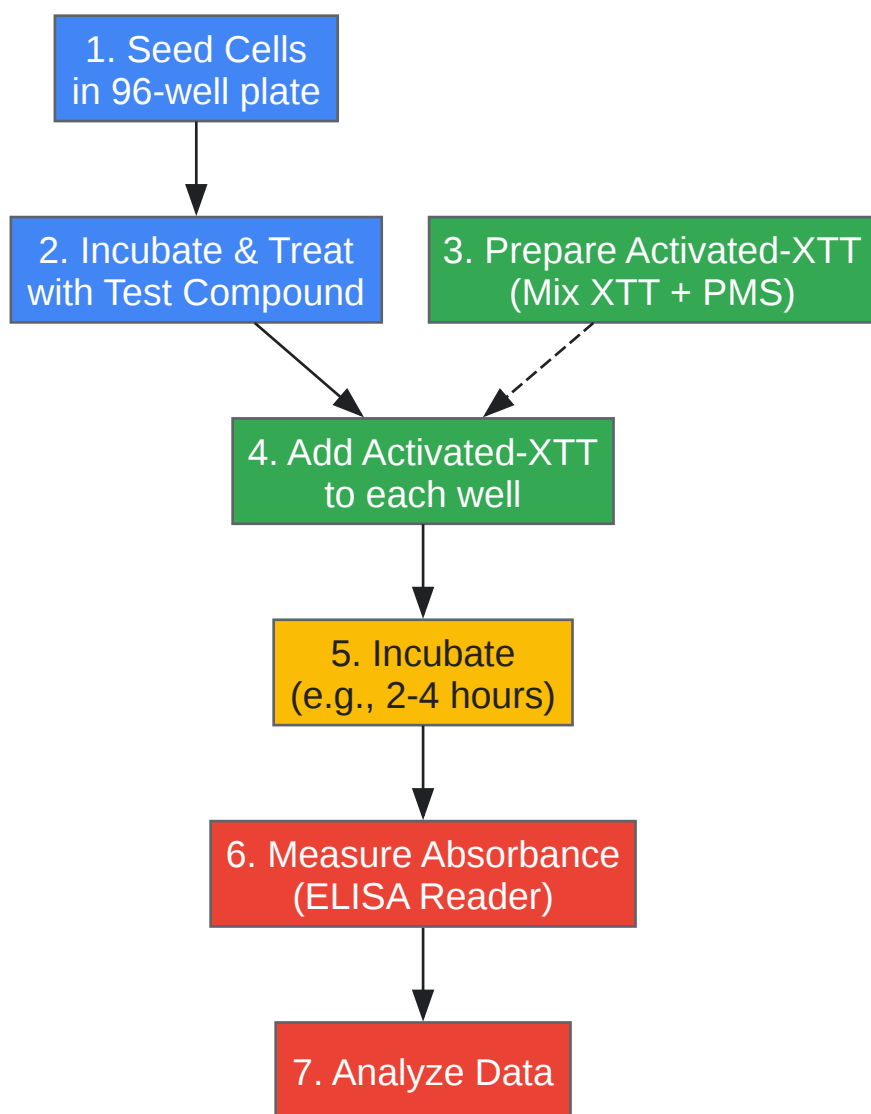 1. Seed Cells
in 96-well plate
2. Incubate & Treat
with Test Compound
3. Prepare Activated-XTT
(Mix XTT + PMS)
4. Add Activated-XTT
to each well
5. Incubate
(e.g., 2-4 hours)
6. Measure Absorbance
(ELISA Reader)
7. Analyze Data